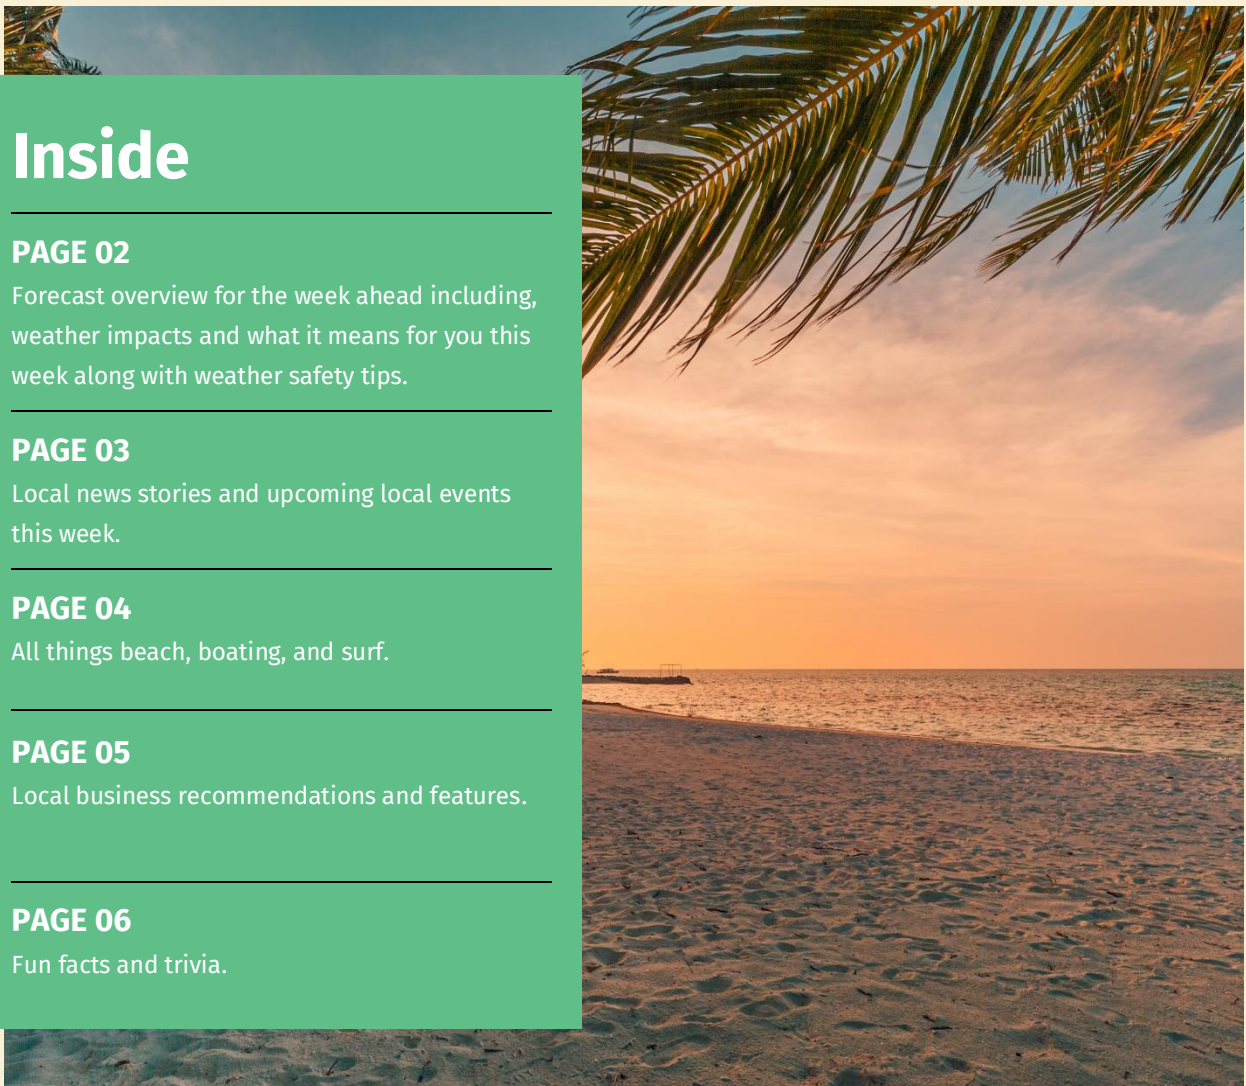 Inside
PAGE 02
Forecast overview for the week ahead including,
weather impacts and what it means for you this
week along with weather safety tips.
PAGE 03
Local news stories and upcoming local events
this week.
PAGE 04
All things beach, boating, and surf.
PAGE 05
Local business recommendations and features.
PAGE 06
Fun facts and trivia.